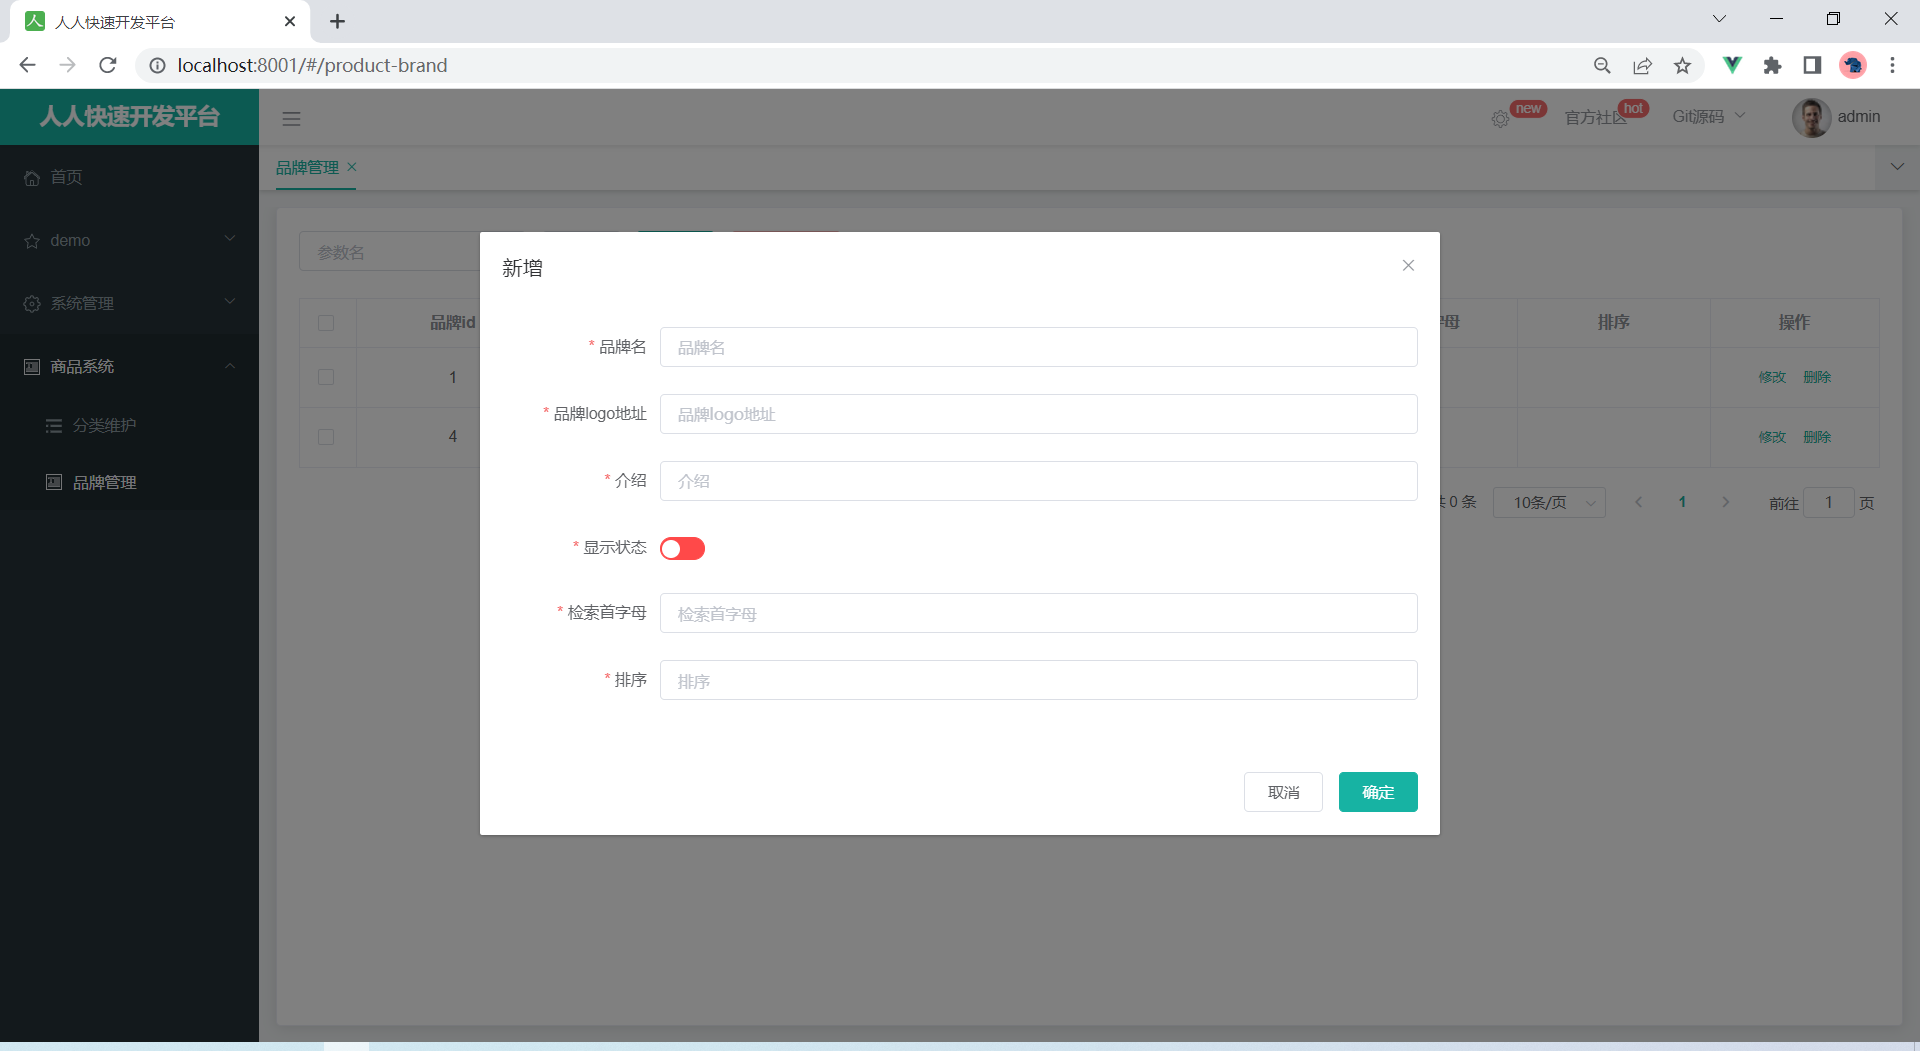 人人快速开发平台
localhost:8001/#/product-brand
人人快速开发平台
new
官方社区
hot
Git源码
admin
品牌管理
首页
demo
系统管理
商品系统
分类维护
品牌管理
参数名
品牌id
字母
排序
操作
1
修改 删除
4
修改 删除
共 0 条
10条/页
1
前往 1 页
新增
* 品牌名
品牌名
* 品牌logo地址
品牌logo地址
* 介绍
介绍
* 显示状态
* 检索首字母
检索首字母
* 排序
排序
取消
确定